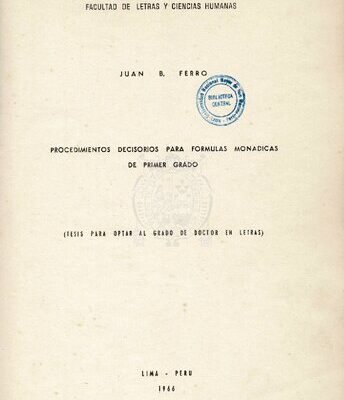 FACULTAD DE LETRAS Y CIENCIAS HUMANAS
JUAN B. FERRO
BIBLIOTECA
CENTRAL
PROCEDIMIENTOS DECISORIOS PARA FORMULAS MONADICAS
DE PRIMER GRADO
(TESIS PARA OPTAR AL GRADO DE DOCTOR EN LETRAS)
LIMA - PERU
1966